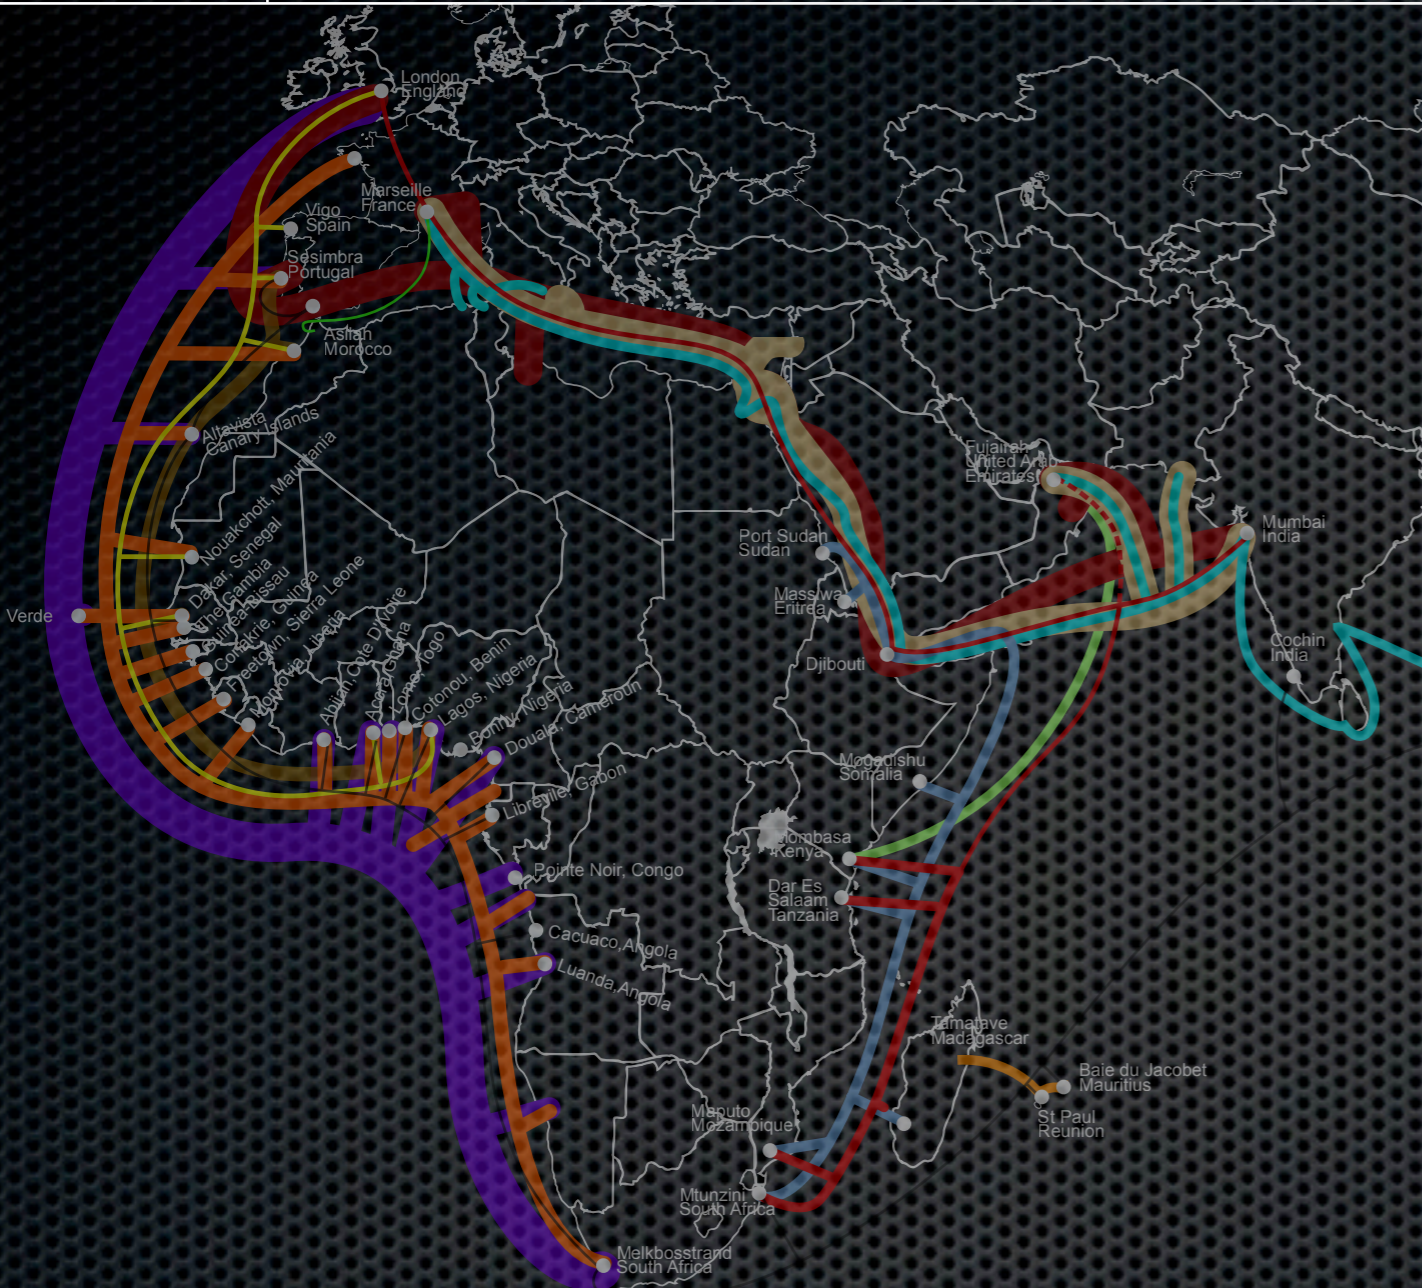 London
England
Marseille
France
Vigo
Spain
Sesimbra
Portugal
Asilah
Morocco
Altavista
Canary Islands
Nouakchott, Mauritania
Dakar, Senegal
The Gambia
Guinea-Bissau
Conakrie, Guinea
Freetown, Sierra Leone
Monrovia, Liberia
Verde
Abijan, Cote D'Ivoire
Accra, Ghana
Lome, Togo
Cotonou, Benin
Lagos, Nigeria
Bonny, Nigeria
Douala, Cameroun
Libreville, Gabon
Pointe Noir, Congo
Cacuaco, Angola
Luanda, Angola
Melkbosstrand
South Africa
Mtunzini
South Africa
Maputo
Mozambique
Tamatave
Madagascar
Baie du Jacobet
Mauritius
St Paul
Reunion
Dar Es
Salaam
Tanzania
Mombasa
Kenya
Mogadishu
Somalia
Djibouti
Massiwa
Eritrea
Port Sudan
Sudan
Fujairah
United Arab
Emirates
Mumbai
India
Cochin
India